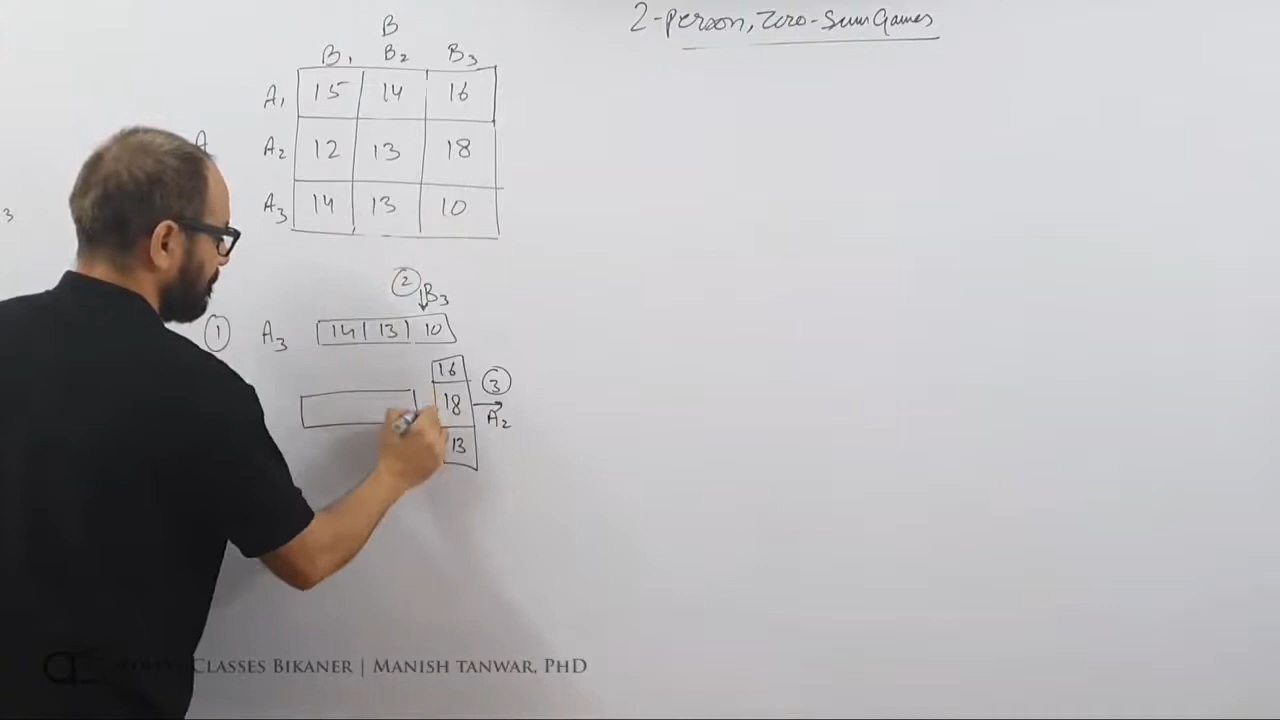 2-person, Zero-Sum Games
B
B1 B2 B3
A1 15 14 16
A
A2 12 13 18
3
A3 14 13 10
2
B3
1 A3 14 13 10
16
3
18
A2
13
CLASSES BIKANER | MANISH TANWAR, PHD